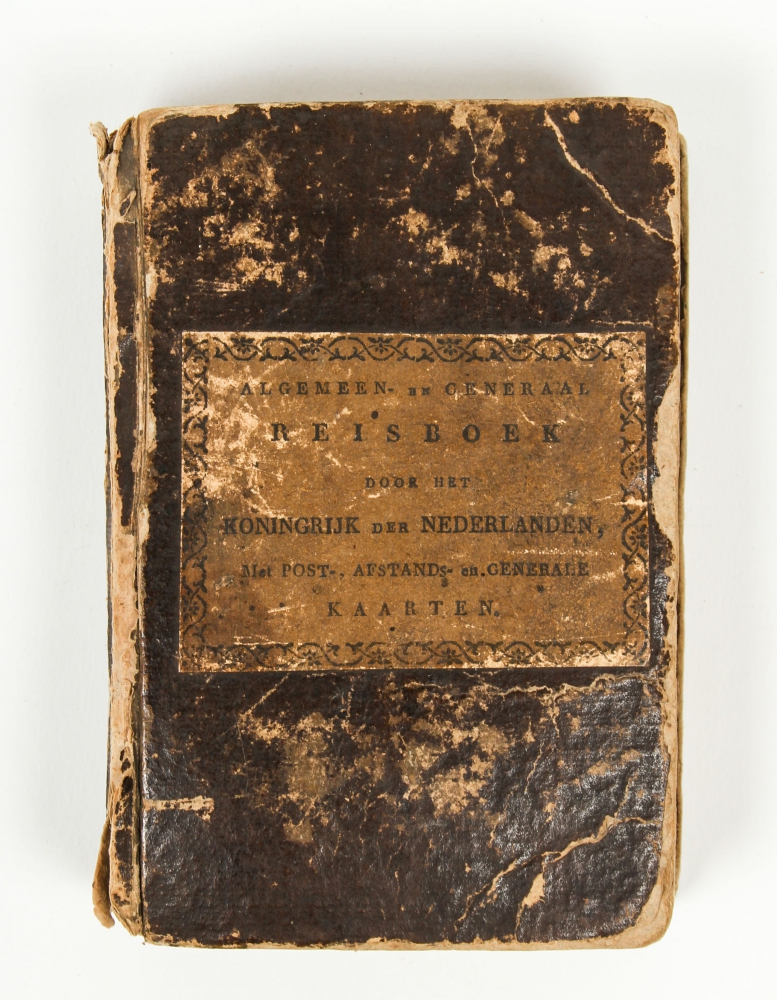 ALGEMEEN- EN GENERAAL
REISBOEK
DOOR HET
KONINGRIJK DER NEDERLANDEN,
Met POST-, AFSTANDS- en GENERALE
KAARTEN.